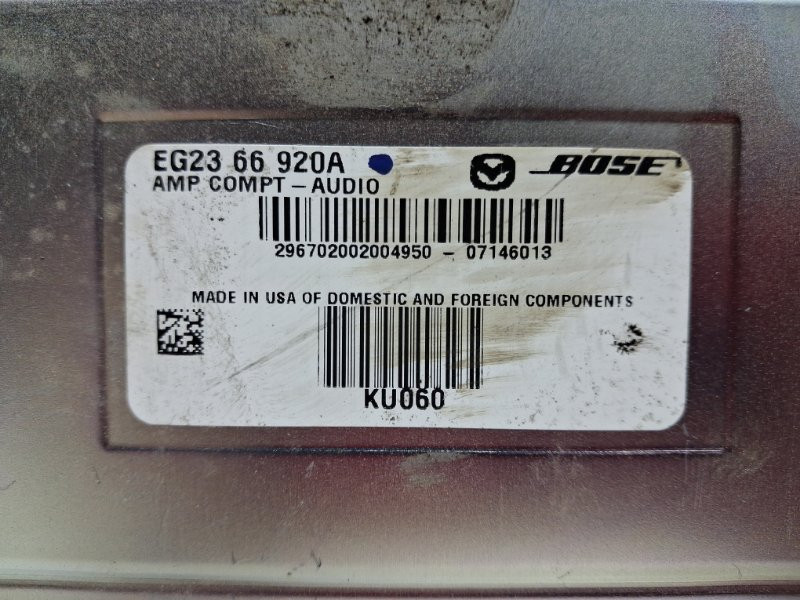 EG23 66 920A BOSE
AMP COMPT - AUDIO
296702002004950 - 07146013
MADE IN USA OF DOMESTIC AND FOREIGN COMPONENTS
KU060